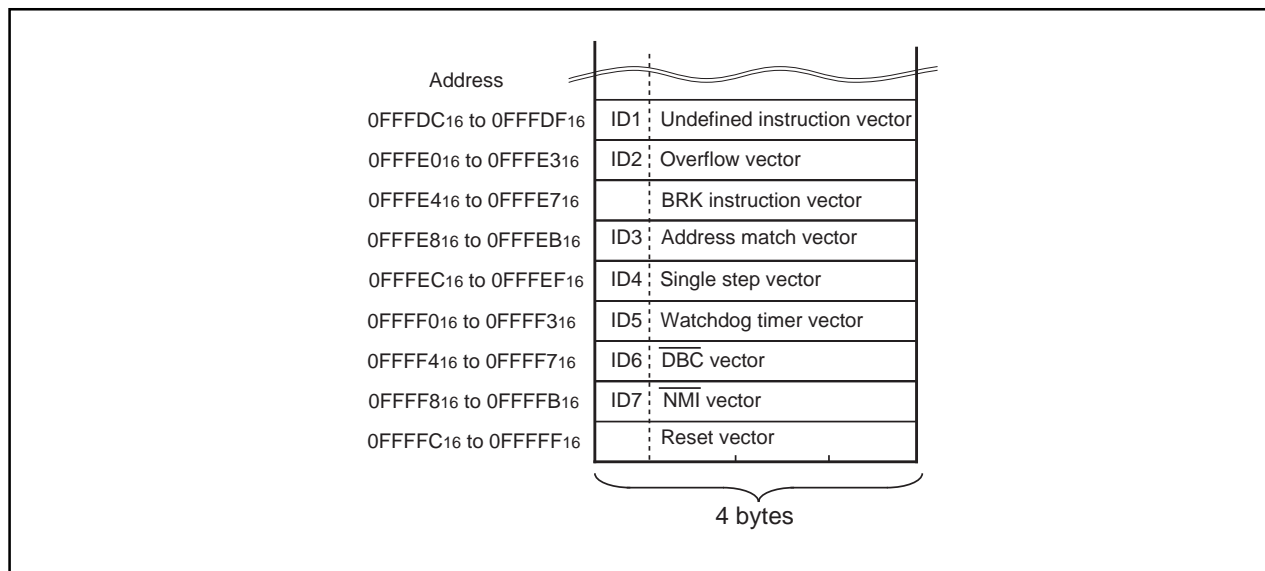 Address
0FFFDC16 to 0FFFDF16 ID1 Undefined instruction vector
0FFFE016 to 0FFFE316 ID2 Overflow vector
0FFFE416 to 0FFFE716 BRK instruction vector
0FFFE816 to 0FFFEB16 ID3 Address match vector
0FFFEC16 to 0FFFEF16 ID4 Single step vector
0FFFF016 to 0FFFF316 ID5 Watchdog timer vector
0FFFF416 to 0FFFF716 ID6 D̅B̅C̅ vector
0FFFF816 to 0FFFFB16 ID7 N̅M̅I̅ vector
0FFFFC16 to 0FFFFF16 Reset vector
4 bytes